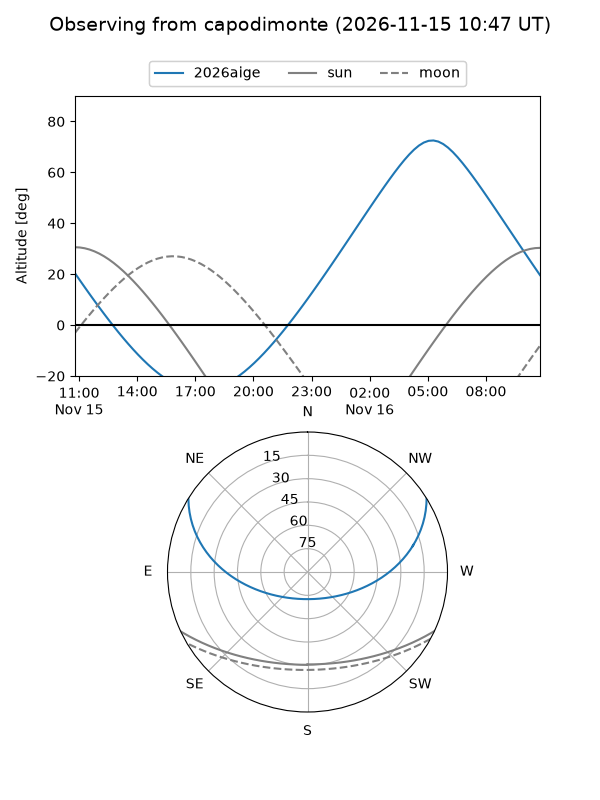 Observing from capodimonte (2026-11-15 10:47 UT)
2026aige sun moon
80
60
40
20
0
−20
Altitude [deg]
11:00 14:00 17:00 20:00 23:00 02:00 05:00 08:00
Nov 15 Nov 16
N
NE NW
15
30
45
60
75
E W
SE SW
S